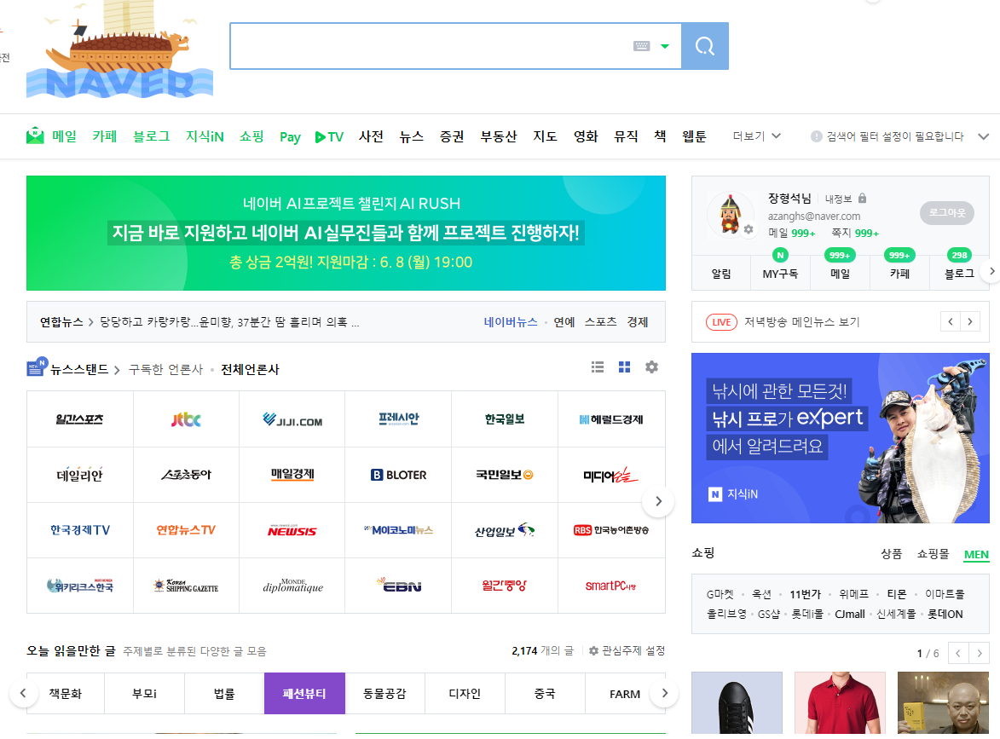 전
NAVER
메일 카페 블로그 지식iN 쇼핑 Pay TV 사전 뉴스 증권 부동산 지도 영화 뮤직 책 웹툰 더보기 검색어 필터 설정이 필요합니다
네이버 AI 프로젝트 챌린지 AI RUSH
지금 바로 지원하고 네이버 AI 실무진들과 함께 프로젝트 진행하자!
총 상금 2억원! 지원마감 : 6. 8 (월) 19:00
장형석님 내정보
azanghs@naver.com
로그아웃
메일 999+ 쪽지 999+
N 999+ 999+ 298
알림 MY구독 메일 카페 블로그
연합뉴스 > 당당하고 카랑카랑...윤미향, 37분간 땀 흘리며 의혹 ...
네이버뉴스 · 연예 스포츠 경제
LIVE 저녁방송 메인뉴스 보기
NEW N 뉴스스탠드 > 구독한 언론사 · 전체언론사
일간스포츠 jtbc JIJI.COM 프레시안 한국일보 헤럴드경제
데일리안 스포츠동아 매일경제 B BLOTER 국민일보 미디어오늘
한국경제TV 연합뉴스TV NEWSIS M이코노미뉴스 산업일보 RBS 한국농어촌방송
위키리크스한국 KOREA SHIPPING GAZETTE LE MONDE diplomatique EBN 월간중앙 smartPC사랑
낚시에 관한 모든것!
낚시 프로가 eXpert
에서 알려드려요
N 지식iN
쇼핑 상품 쇼핑몰 MEN
G마켓 · 옥션 · 11번가 · 위메프 · 티몬 · 이마트몰
올리브영 · GS샵 · 롯데i몰 · CJmall · 신세계몰 · 롯데ON
1 / 6
오늘 읽을만한 글 주제별로 분류된 다양한 글 모음
2,174 개의 글 관심주제 설정
책문화 부모i 법률 패션뷰티 동물공감 디자인 중국 FARM